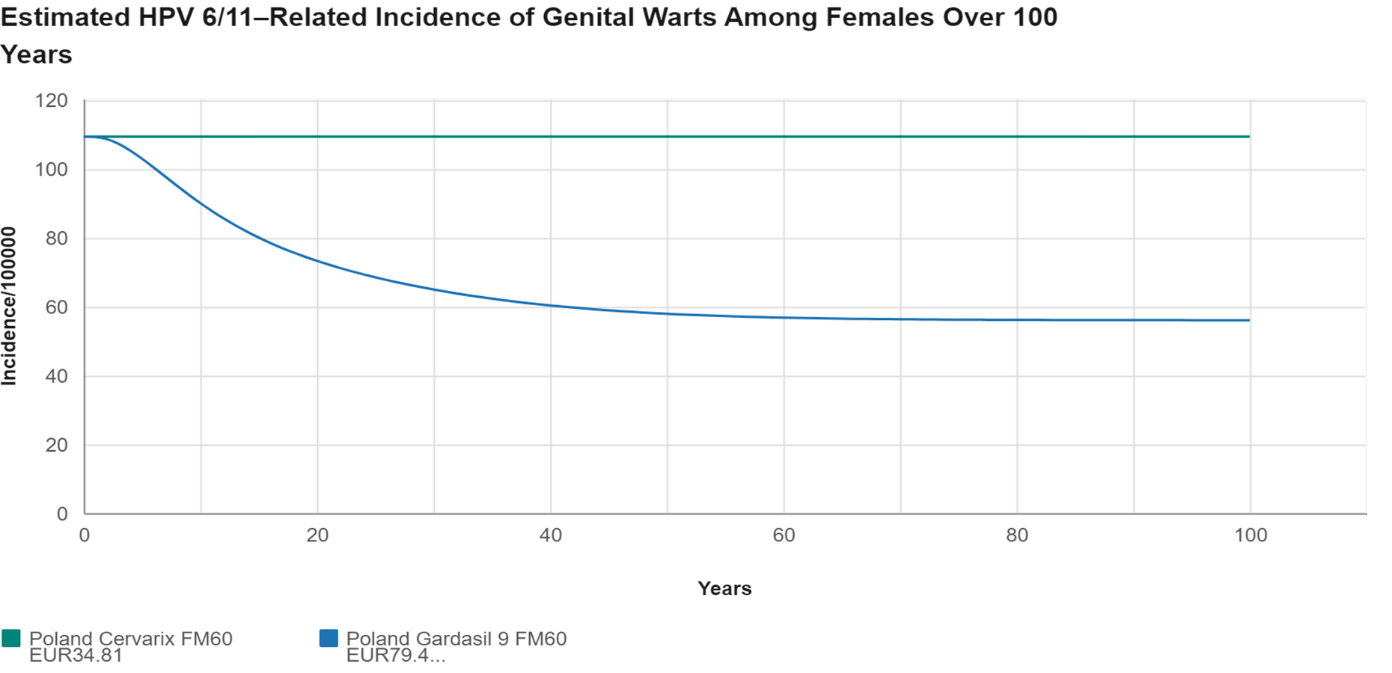 Estimated HPV 6/11–Related Incidence of Genital Warts Among Females Over 100
Years
120
100
80
60
40
20
0
Incidence/100000
0 20 40 60 80 100
Years
Poland Cervarix FM60
EUR34.81
Poland Gardasil 9 FM60
EUR79.4...